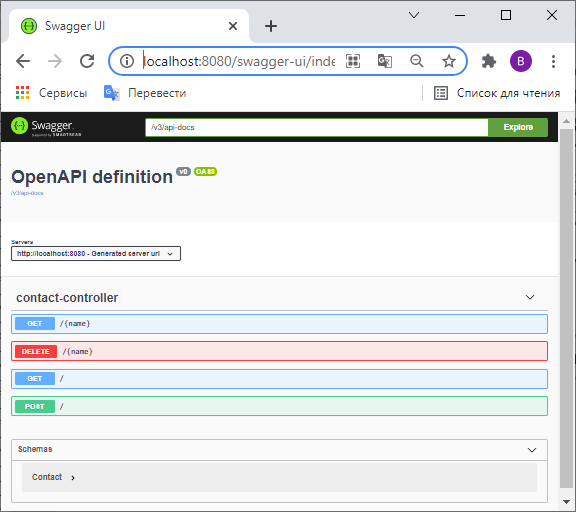 Swagger UI
localhost:8080/swagger-ui/inde
B
Сервисы
Перевести
Список для чтения
Swagger.
Supported by SMARTBEAR
/v3/api-docs
Explore
OpenAPI definition v0 OAS3
/v3/api-docs
Servers
http://localhost:8080 - Generated server url
contact-controller
GET /{name}
DELETE /{name}
GET /
POST /
Schemas
Contact